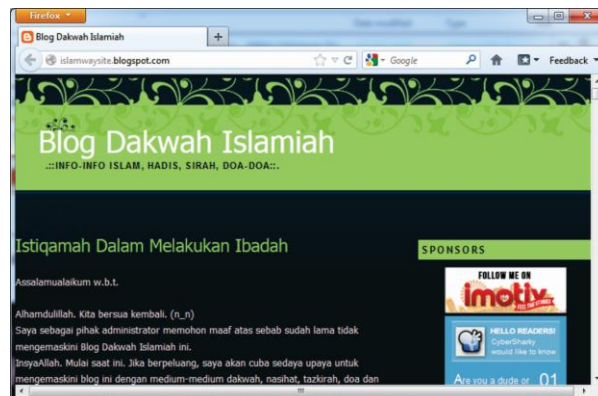 Firefox
Blog Dakwah Islamiah
islamwaysite.blogspot.com
Google
Feedback
Blog Dakwah Islamiah
.::INFO-INFO ISLAM, HADIS, SIRAH, DOA-DOA::.
Istiqamah Dalam Melakukan Ibadah
Assalamualaikum w.b.t.
Alhamdulillah. Kita bersua kembali. (n_n)
Saya sebagai pihak administrator memohon maaf atas sebab sudah lama tidak
mengemaskini Blog Dakwah Islamiah ini.
InsyaAllah. Mulai saat ini. Jika berpeluang, saya akan cuba sedaya upaya untuk
mengemaskini blog ini dengan medium-medium dakwah, nasihat, tazkirah, doa dan
SPONSORS
FOLLOW ME ON
imotiv
HELLO READERS!
CyberSharky
would like to know
Are you a dude or
01